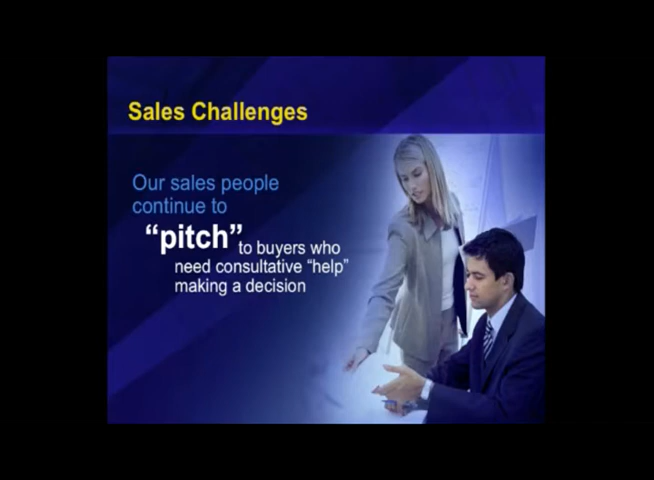 Sales Challenges
Our sales people
continue to
“pitch” to buyers who
need consultative “help”
making a decision